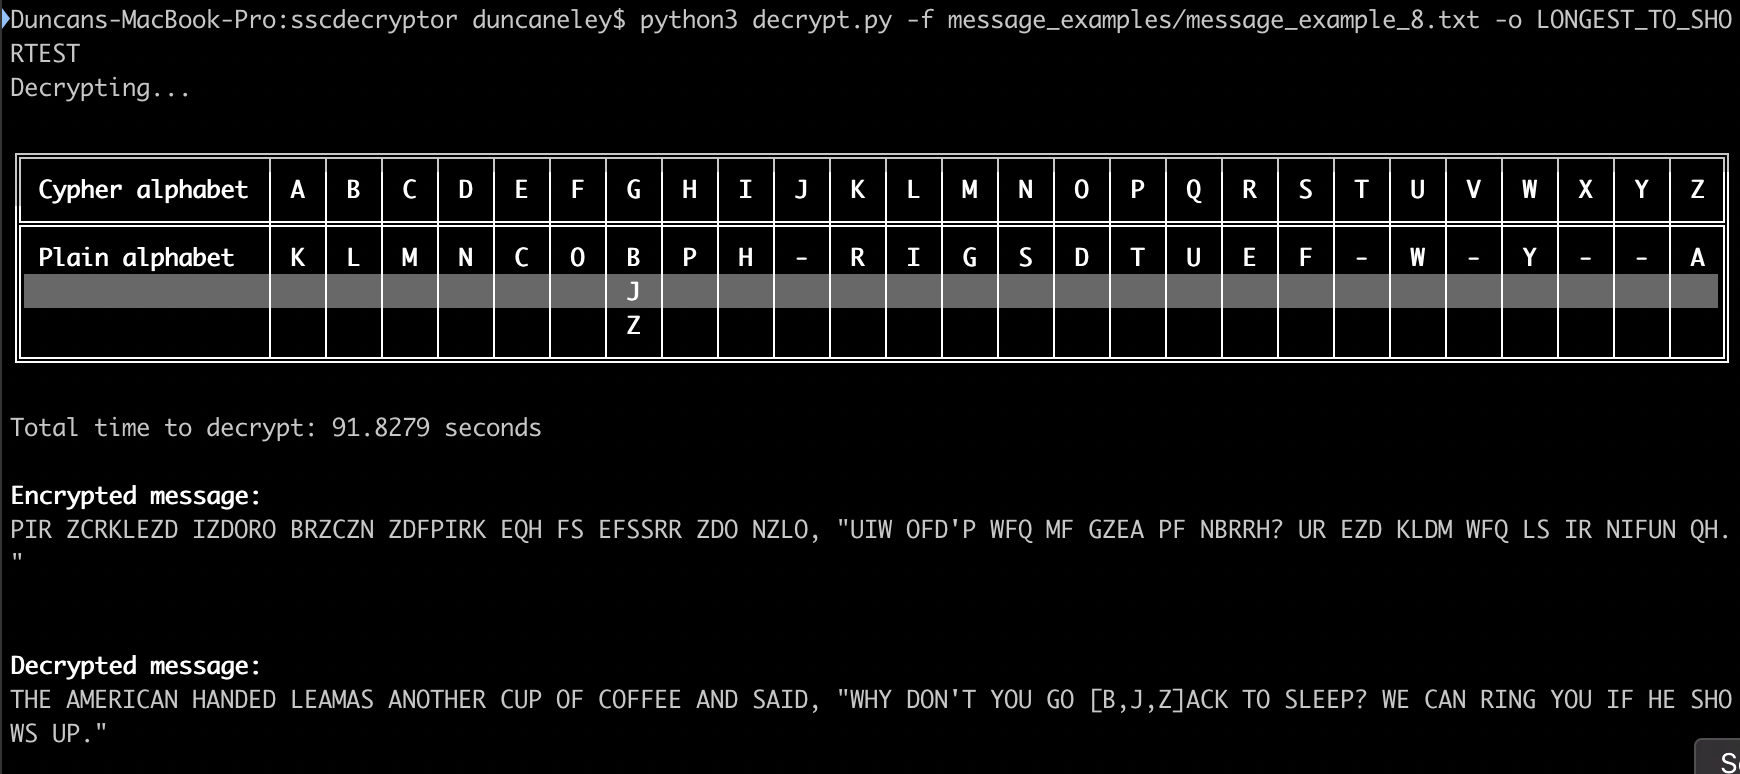 Duncans-MacBook-Pro:sscdecryptor duncaneley$ python3 decrypt.py -f message_examples/message_example_8.txt -o LONGEST_TO_SHO
RTEST
Decrypting...
Cypher alphabet A B C D E F G H I J K L M N O P Q R S T U V W X Y Z
Plain alphabet K L M N C O B P H - R I G S D T U E F - W - Y - - A
J
Z
Total time to decrypt: 91.8279 seconds
Encrypted message:
PIR ZCRKLEZD IZDORO BRZCZN ZDFPIRK EQH FS EFSSRR ZDO NZLO, "UIW OFD'P WFQ MF GZEA PF NBRRH? UR EZD KLDM WFQ LS IR NIFUN QH.
"
Decrypted message:
THE AMERICAN HANDED LEAMAS ANOTHER CUP OF COFFEE AND SAID, "WHY DON'T YOU GO [B,J,Z]ACK TO SLEEP? WE CAN RING YOU IF HE SHO
WS UP."